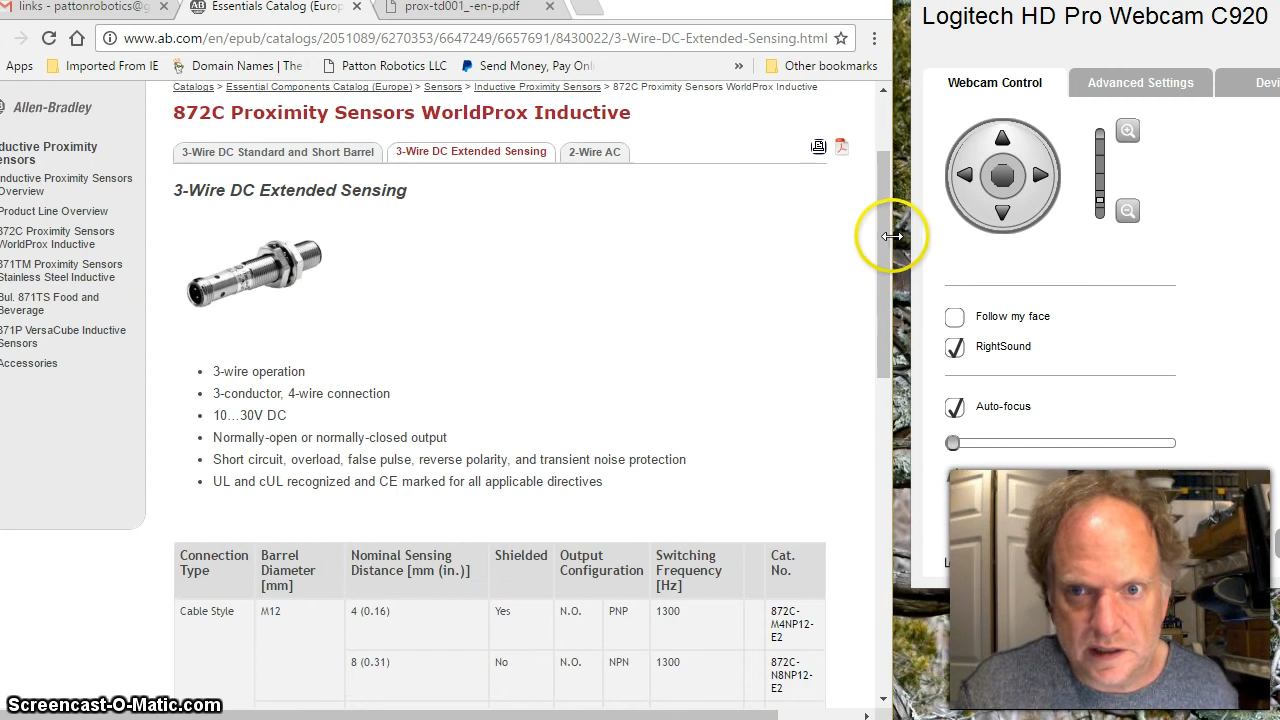 links - pattonrobotics@g
Essentials Catalog (Europ
prox-td001_-en-p.pdf
Logitech HD Pro Webcam C920
www.ab.com/en/epub/catalogs/2051089/6270353/6647249/6657691/8430022/3-Wire-DC-Extended-Sensing.html
Apps
Imported From IE
Domain Names | The
Patton Robotics LLC
Send Money, Pay Onl
»
Other bookmarks
Webcam Control
Advanced Settings
Devi
Catalogs > Essential Components Catalog (Europe) > Sensors > Inductive Proximity Sensors > 872C Proximity Sensors WorldProx Inductive
Allen-Bradley
872C Proximity Sensors WorldProx Inductive
3-Wire DC Standard and Short Barrel
3-Wire DC Extended Sensing
2-Wire AC
ductive Proximity
ensors
nductive Proximity Sensors
Overview
Product Line Overview
872C Proximity Sensors
WorldProx Inductive
871TM Proximity Sensors
Stainless Steel Inductive
Bul. 871TS Food and
Beverage
871P VersaCube Inductive
Sensors
Accessories
3-Wire DC Extended Sensing
• 3-wire operation
• 3-conductor, 4-wire connection
• 10…30V DC
• Normally-open or normally-closed output
• Short circuit, overload, false pulse, reverse polarity, and transient noise protection
• UL and cUL recognized and CE marked for all applicable directives
Follow my face
RightSound
Auto-focus
Connection Type
Barrel Diameter [mm]
Nominal Sensing Distance [mm (in.)]
Shielded
Output Configuration
Switching Frequency [Hz]
Cat. No.
Cable Style
M12
4 (0.16)
Yes
N.O.
PNP
1300
872C-
M4NP12-
E2
8 (0.31)
No
N.O.
NPN
1300
872C-
N8NP12-
E2
Screencast-O-Matic.com